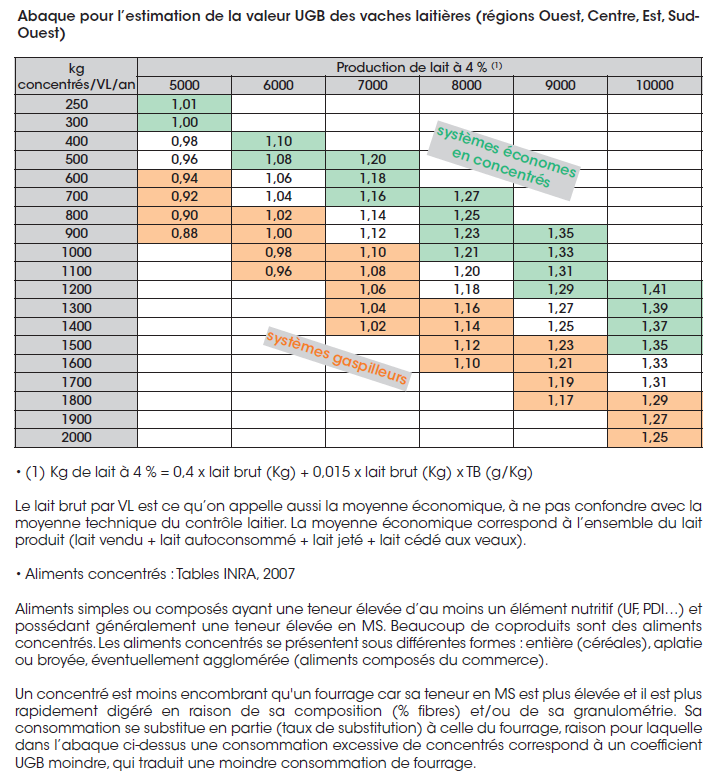 Abaque pour l'estimation de la valeur UGB des vaches laitières (régions Ouest, Centre, Est, Sud-
Ouest)
kg concentrés/VL/an Production de lait à 4 % (1)
5000 6000 7000 8000 9000 10000
250 1,01
300 1,00
400 0,98 1,10
500 0,96 1,08 1,20
600 0,94 1,06 1,18
700 0,92 1,04 1,16 1,27
800 0,90 1,02 1,14 1,25
900 0,88 1,00 1,12 1,23 1,35
1000 0,98 1,10 1,21 1,33
1100 0,96 1,08 1,20 1,31
1200 1,06 1,18 1,29 1,41
1300 1,04 1,16 1,27 1,39
1400 1,02 1,14 1,25 1,37
1500 1,12 1,23 1,35
1600 1,10 1,21 1,33
1700 1,19 1,31
1800 1,17 1,29
1900 1,27
2000 1,25
systèmes économes
en concentrés
systèmes gaspilleurs
• (1) Kg de lait à 4 % = 0,4 x lait brut (Kg) + 0,015 x lait brut (Kg) x TB (g/Kg)
Le lait brut par VL est ce qu'on appelle aussi la moyenne économique, à ne pas confondre avec la
moyenne technique du contrôle laitier. La moyenne économique correspond à l'ensemble du lait
produit (lait vendu + lait autoconsommé + lait jeté + lait cédé aux veaux).
• Aliments concentrés : Tables INRA, 2007
Aliments simples ou composés ayant une teneur élevée d'au moins un élément nutritif (UF, PDI...) et
possédant généralement une teneur élevée en MS. Beaucoup de coproduits sont des aliments
concentrés. Les aliments concentrés se présentent sous différentes formes : entière (céréales), aplatie
ou broyée, éventuellement agglomérée (aliments composés du commerce).
Un concentré est moins encombrant qu'un fourrage car sa teneur en MS est plus élevée et il est plus
rapidement digéré en raison de sa composition (% fibres) et/ou de sa granulométrie. Sa
consommation se substitue en partie (taux de substitution) à celle du fourrage, raison pour laquelle
dans l'abaque ci-dessus une consommation excessive de concentrés correspond à un coefficient
UGB moindre, qui traduit une moindre consommation de fourrage.